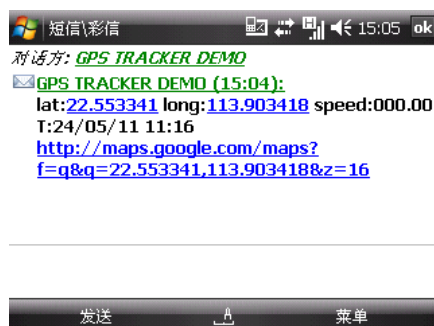 短信\彩信 15:05 ok
对话方: GPS TRACKER DEMO
GPS TRACKER DEMO (15:04):
lat:22.553341 long:113.903418 speed:000.00
T:24/05/11 11:16
http://maps.google.com/maps?
f=q&q=22.553341,113.903418&z=16
发送 A 菜单